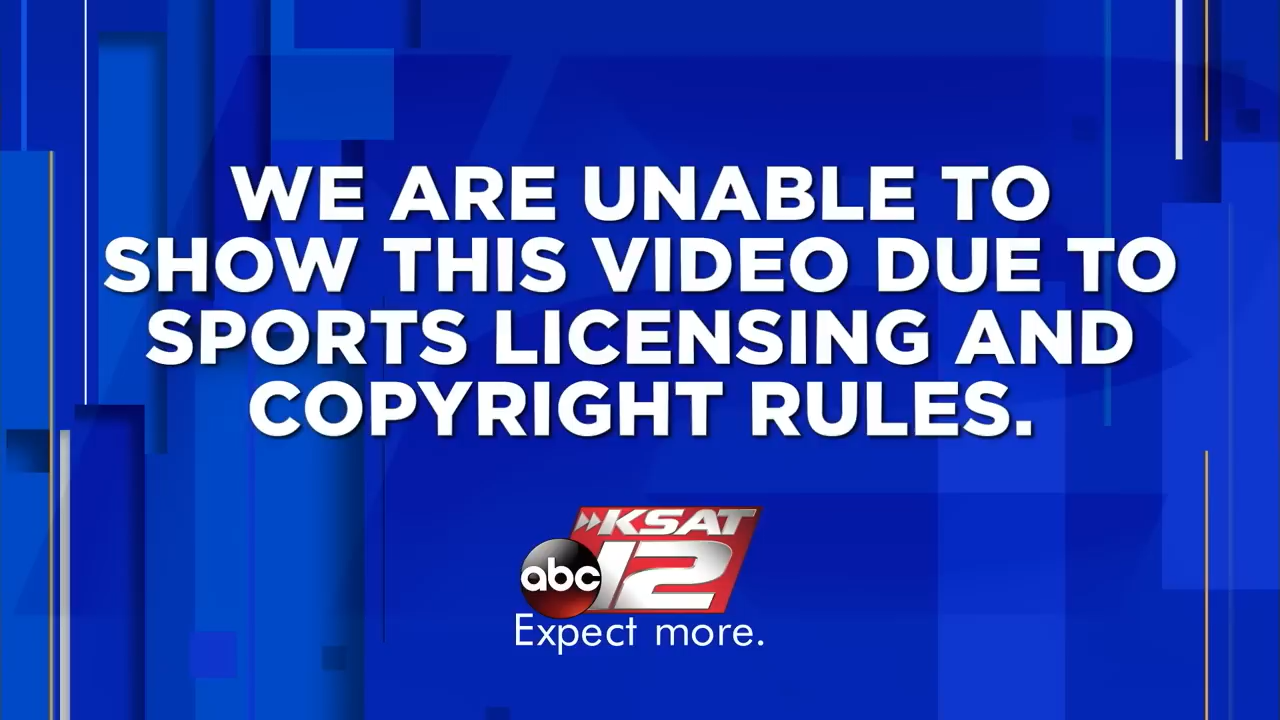 WE ARE UNABLE TO
SHOW THIS VIDEO DUE TO
SPORTS LICENSING AND
COPYRIGHT RULES.
KSAT
abc 12
Expect more.